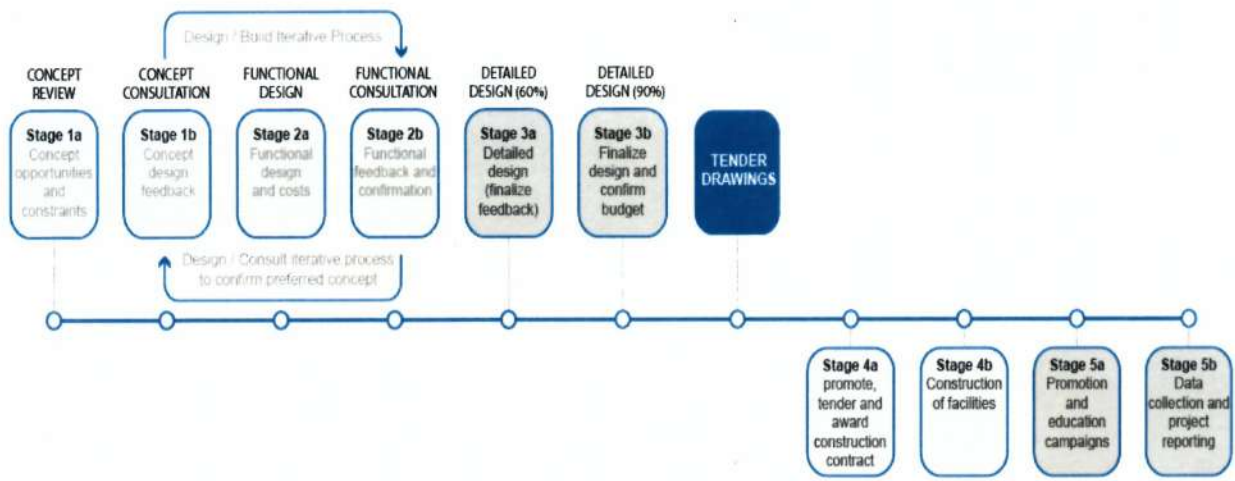 Design / Build Iterative Process
CONCEPT
REVIEW
CONCEPT
CONSULTATION
FUNCTIONAL
DESIGN
FUNCTIONAL
CONSULTATION
DETAILED
DESIGN (60%)
DETAILED
DESIGN (90%)
Stage 1a
Concept
opportunities
and
constraints
Stage 1b
Concept
design
feedback
Stage 2a
Functional
design
and costs
Stage 2b
Functional
feedback and
confirmation
Stage 3a
Detailed
design
(finalize
feedback)
Stage 3b
Finalize
design and
confirm
budget
TENDER
DRAWINGS
Design / Consult iterative process
to confirm preferred concept
Stage 4a
promote,
tender and
award
construction
contract
Stage 4b
Construction
of facilities
Stage 5a
Promotion
and
education
campaigns
Stage 5b
Data
collection and
project
reporting